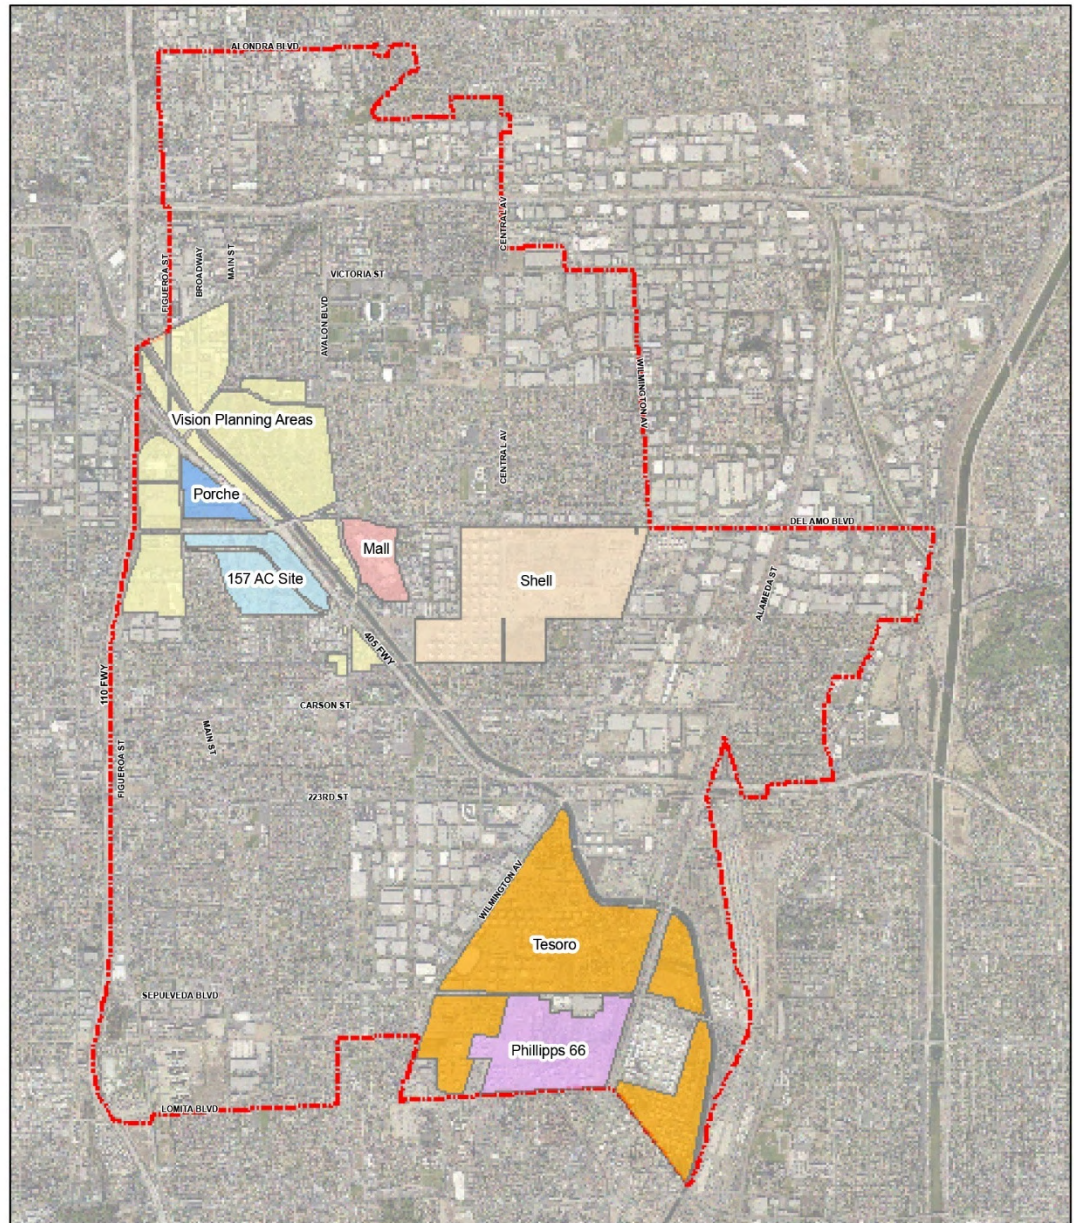 ALONDRA BLVD
CENTRAL AV
FIGUEROA ST
BROADWAY
MAIN ST
VICTORIA ST
AVALON BLVD
WILMINGTON AV
Vision Planning Areas
CENTRAL AV
Porche
DEL AMO BLVD
Mall
157 AC Site
Shell
ALAMEDA ST
405 FWY
110 FWY
CARSON ST
MAIN ST
FIGUEROA ST
223RD ST
WILMINGTON AV
Tesoro
SEPULVEDA BLVD
Phillipps 66
LOMITA BLVD